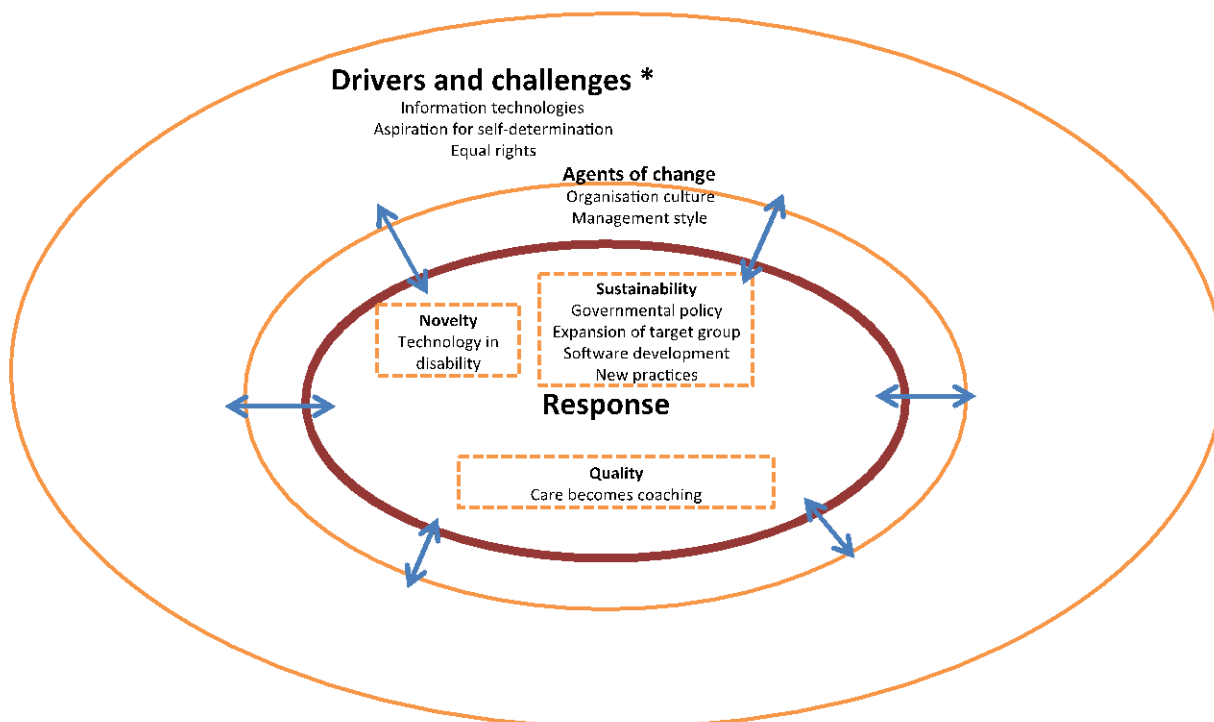 Drivers and challenges *
Information technologies
Aspiration for self-determination
Equal rights
Agents of change
Organisation culture
Management style
Novelty
Technology in
disability
Sustainability
Governmental policy
Expansion of target group
Software development
New practices
Response
Quality
Care becomes coaching